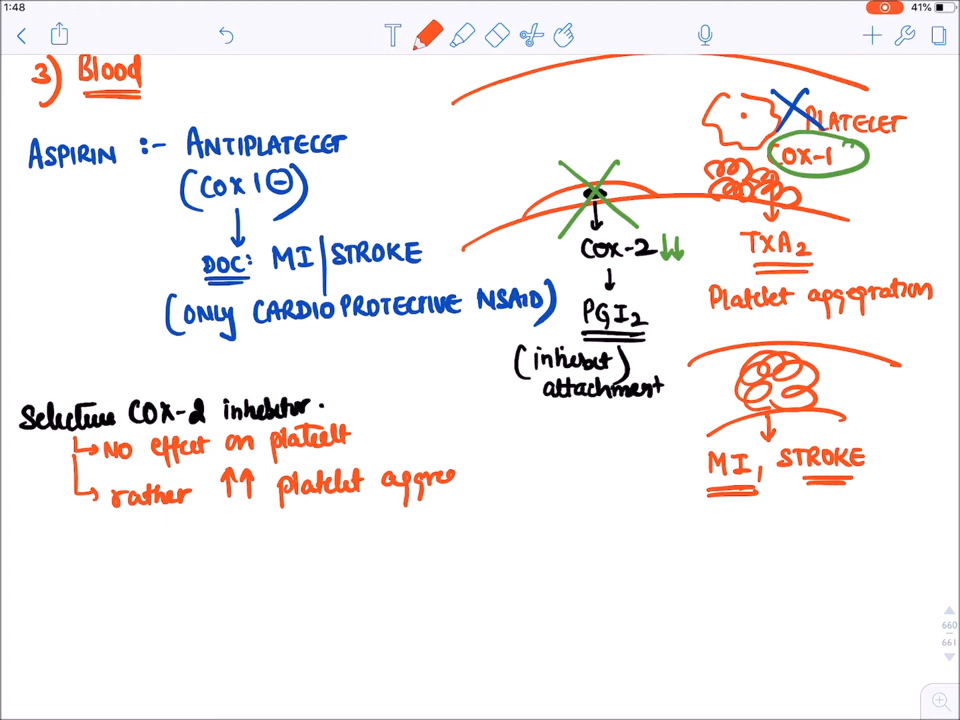 1:48
41%
T
3) Blood
ASPIRIN :- ANTIPLATELET
(COX 1 ⊖)
DOC: MI | STROKE
(ONLY CARDIOPROTECTIVE NSAID)
Selective COX-2 inhibitor.
No effect on platelt
rather ↑↑ platelet aggre
PLATELET
COX-1
TXA2
Platelet aggegration
COX-2 ↓↓
PGI2
(inhibit)
attachment
MI, STROKE
660
661